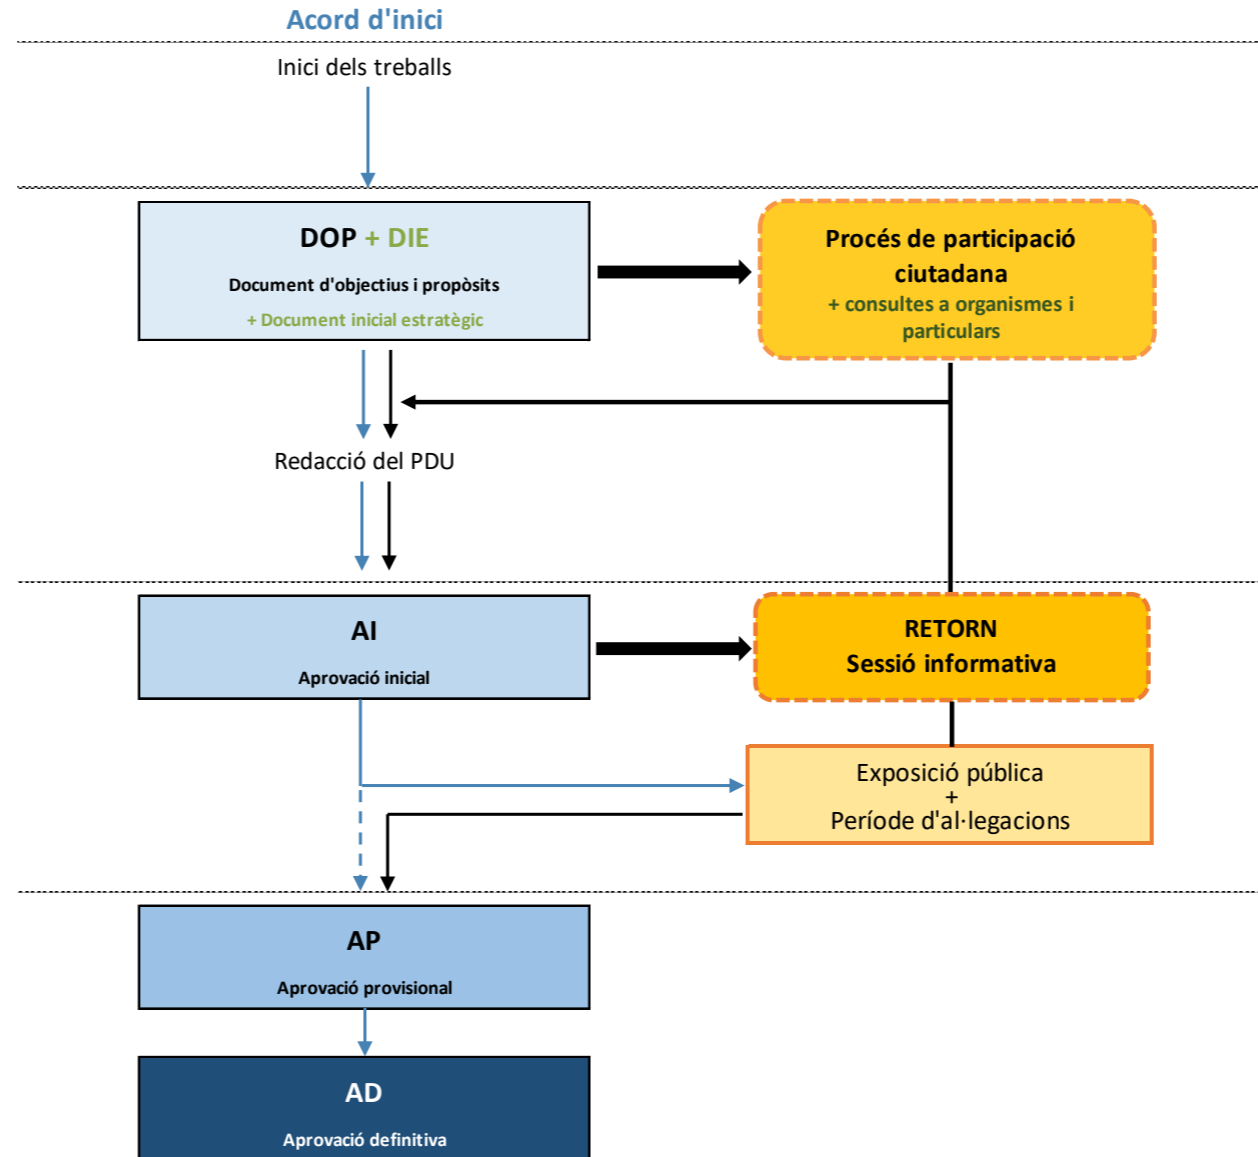 Acord d'inici
Inici dels treballs
DOP + DIE
Document d'objectius i propòsits
+ Document inicial estratègic
Procés de participació
ciutadana
+ consultes a organismes i
particulars
Redacció del PDU
AI
Aprovació inicial
RETORN
Sessió informativa
Exposició pública
+
Període d'al·legacions
AP
Aprovació provisional
AD
Aprovació definitiva